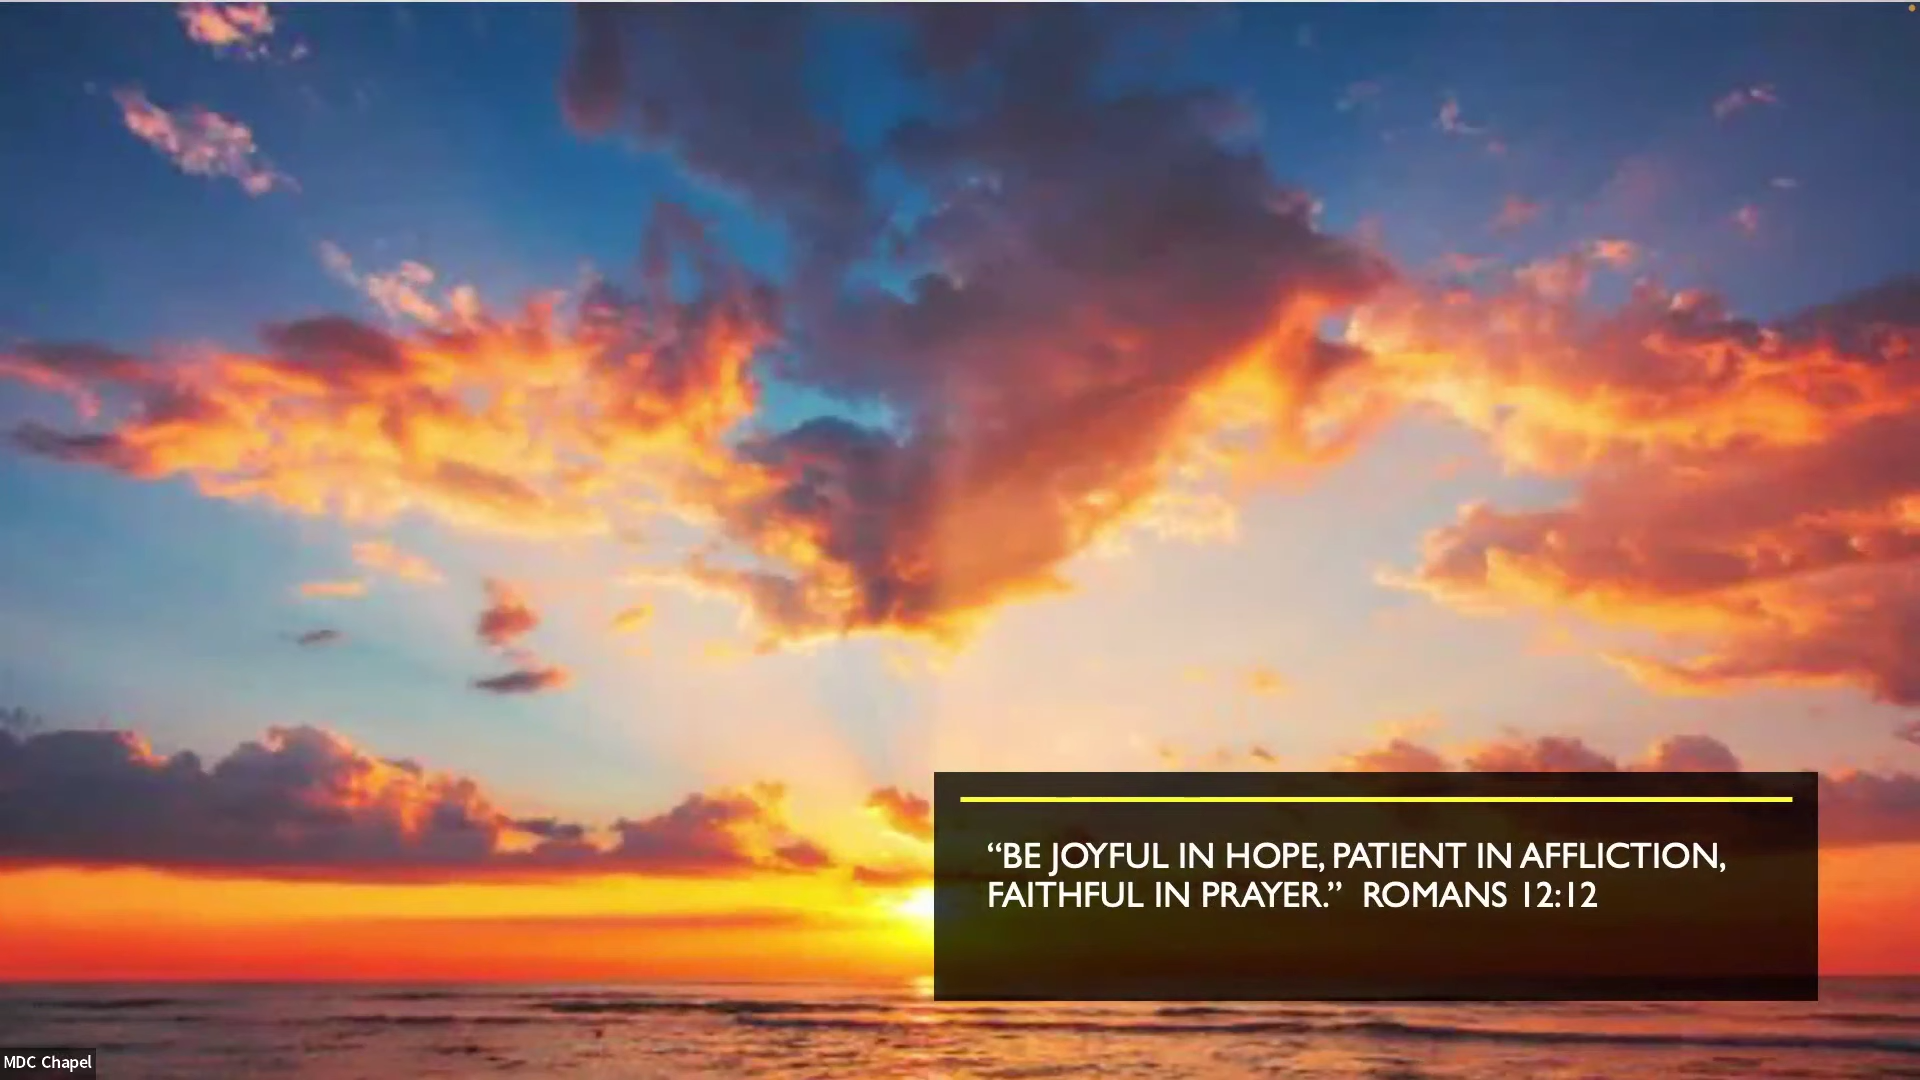 “BE JOYFUL IN HOPE, PATIENT IN AFFLICTION,
FAITHFUL IN PRAYER.”  ROMANS 12:12
MDC Chapel